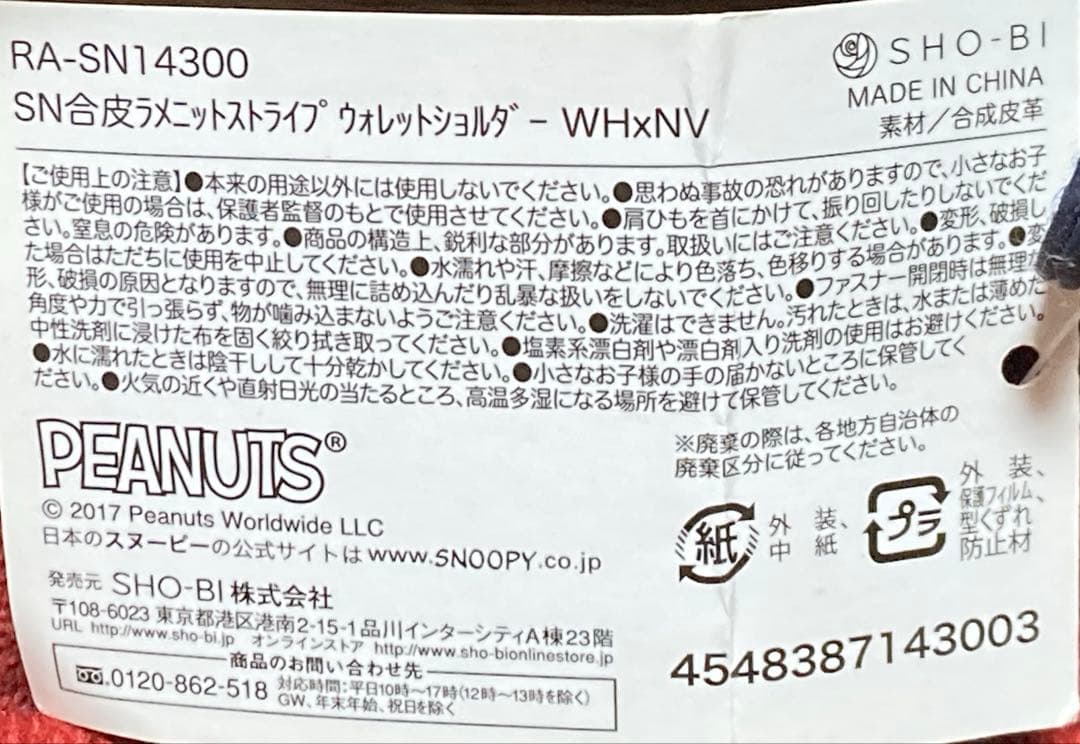 RA-SN14300
SN合皮ラメニットストライプ ウォレットショルダー WHxNV
SHO-BI
MADE IN CHINA
素材/合成皮革
【ご使用上の注意】●本来の用途以外には使用しないでください。●思わぬ事故の恐れがありますので、小さなお子
様がご使用の場合は、保護者監督のもとで使用させてください。●肩ひもを首にかけて、振り回したりしないでくだ
さい。窒息の危険があります。●商品の構造上、鋭利な部分があります。取扱いにはご注意ください。●変形、破損し
た場合はただちに使用を中止してください。●水濡れや汗、摩擦などにより色落ち、色移りする場合があります。●変
形、破損の原因となりますので、無理に詰め込んだり乱暴な扱いをしないでください。●ファスナー開閉時は無理な
角度や力で引っ張らず、物が噛み込まないようご注意ください。●洗濯はできません。汚れたときは、水または薄めた
中性洗剤に浸けた布を固く絞り拭き取ってください。●塩素系漂白剤や漂白剤入り洗剤の使用はお避けください。
●水に濡れたときは陰干しして十分乾かしてください。●小さなお子様の手の届かないところに保管してく
ださい。●火気の近くや直射日光の当たるところ、高温多湿になる場所を避けて保管してください。
PEANUTS®
© 2017 Peanuts Worldwide LLC
日本のスヌーピーの公式サイトは www.SNOOPY.co.jp
※廃棄の際は、各地方自治体の
廃棄区分に従ってください。
紙
外 装、
中 紙
プラ
外 装、
保護フィルム、
型くずれ
防止材
発売元 SHO-BI株式会社
〒108-6023 東京都港区港南2-15-1品川インターシティA棟23階
URL http://www.sho-bi.jp オンラインストア http://www.sho-bionlinestore.jp
商品のお問い合わせ先
0120-862-518 対応時間:平日10時〜17時(12時〜13時を除く)
GW、年末年始、祝日を除く
4548387143003